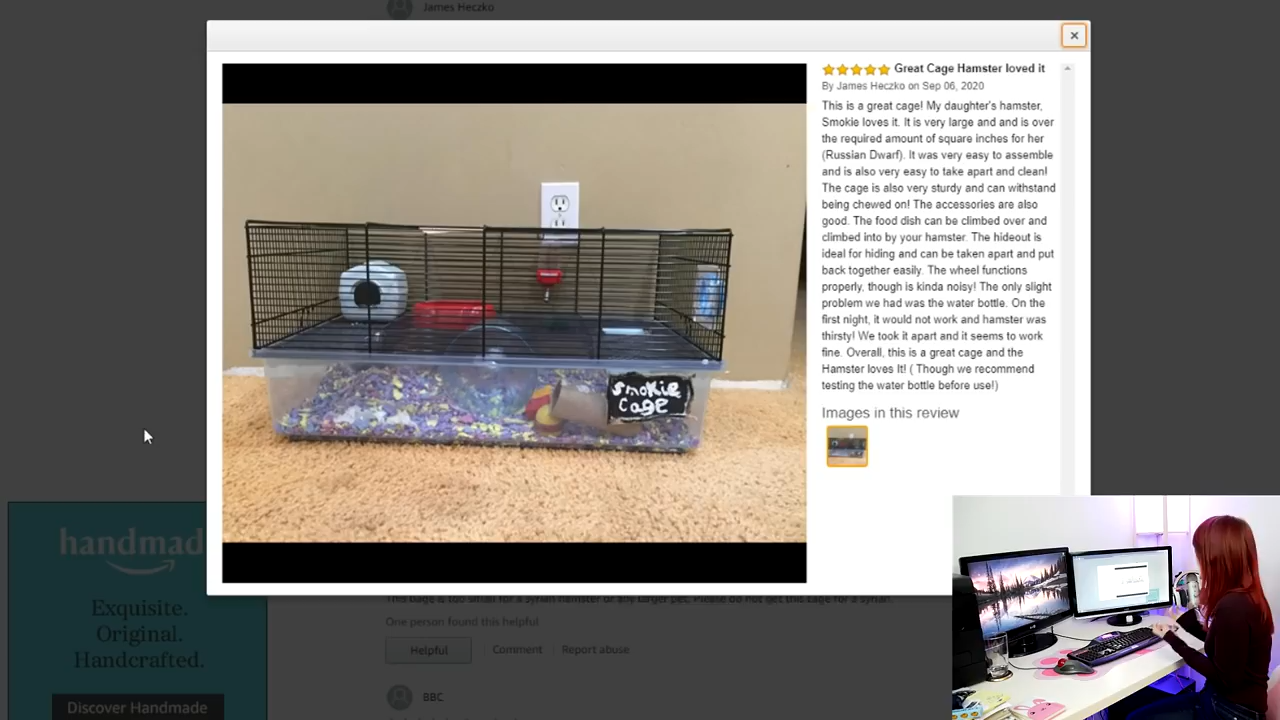 James Heczko
×
Great Cage Hamster loved it
By James Heczko on Sep 06, 2020
This is a great cage! My daughter's hamster,
Smokie loves it. It is very large and and is over
the required amount of square inches for her
(Russian Dwarf). It was very easy to assemble
and is also very easy to take apart and clean!
The cage is also very sturdy and can withstand
being chewed on! The accessories are also
good. The food dish can be climbed over and
climbed into by your hamster. The hideout is
ideal for hiding and can be taken apart and put
back together easily. The wheel functions
properly, though is kinda noisy! The only slight
problem we had was the water bottle. On the
first night, it would not work and hamster was
thirsty! We took it apart and it seems to work
fine. Overall, this is a great cage and the
Hamster loves It! ( Though we recommend
testing the water bottle before use!)
Images in this review
Smokie
Cage
handmad
Exquisite.
Original.
Handcrafted.
Discover Handmade
This cage is too small for a Syrian hamster or any larger pet. Please do not get this cage for a syrian.
One person found this helpful
Helpful
Comment
Report abuse
BBC